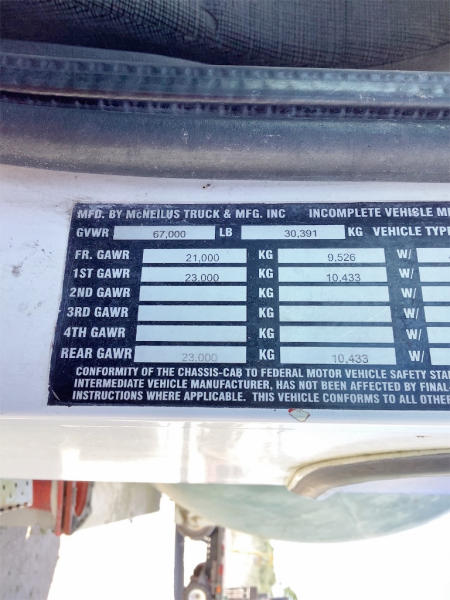 MFD. BY McNEILUS TRUCK & MFG. INC INCOMPLETE VEHICLE
GVWR 67,000 LB 30,391 KG VEHICLE TYP
FR. GAWR 21,000 KG 9,526 W/
1ST GAWR 23,000 KG 10,433 W/
2ND GAWR KG W/
3RD GAWR KG W/
4TH GAWR KG W/
REAR GAWR 23,000 KG 10,433 W/
CONFORMITY OF THE CHASSIS-CAB TO FEDERAL MOTOR VEHICLE SAFETY STA
INTERMEDIATE VEHICLE MANUFACTURER, HAS NOT BEEN AFFECTED BY FINAL-
INSTRUCTIONS WHERE APPLICABLE. THIS VEHICLE CONFORMS TO ALL OTHE